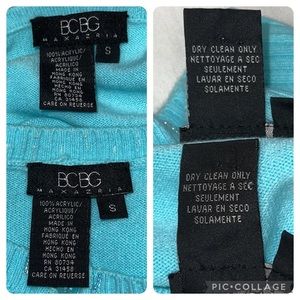 BCBG
MAXAZRIA
100% ACRYLIC/
ACRYLIQUE/
ACRILICO
MADE IN
HONG KONG
FABRIQUÉ EN
HONG KONG
HECHO EN
HONG KONG
RN 80734
CA 31458
CARE ON REVERSE
S
DRY CLEAN ONLY
NETTOYAGE A SEC
SEULEMENT
LAVAR EN SECO
SOLAMENTE
BCBG
MAXAZRIA
100% ACRYLIC/
ACRYLIQUE/
ACRILICO
MADE IN
HONG KONG
FABRIQUE EN
HONG KONG
HECHO EN
HONG KONG
RN 80734
CA 31458
CARE ON REVERSE
S
DRY CLEAN ONLY
NETTOYAGE A SEC
SEULEMENT
LAVAR EN SECO
SOLAMENTE
PIC•COLLAGE